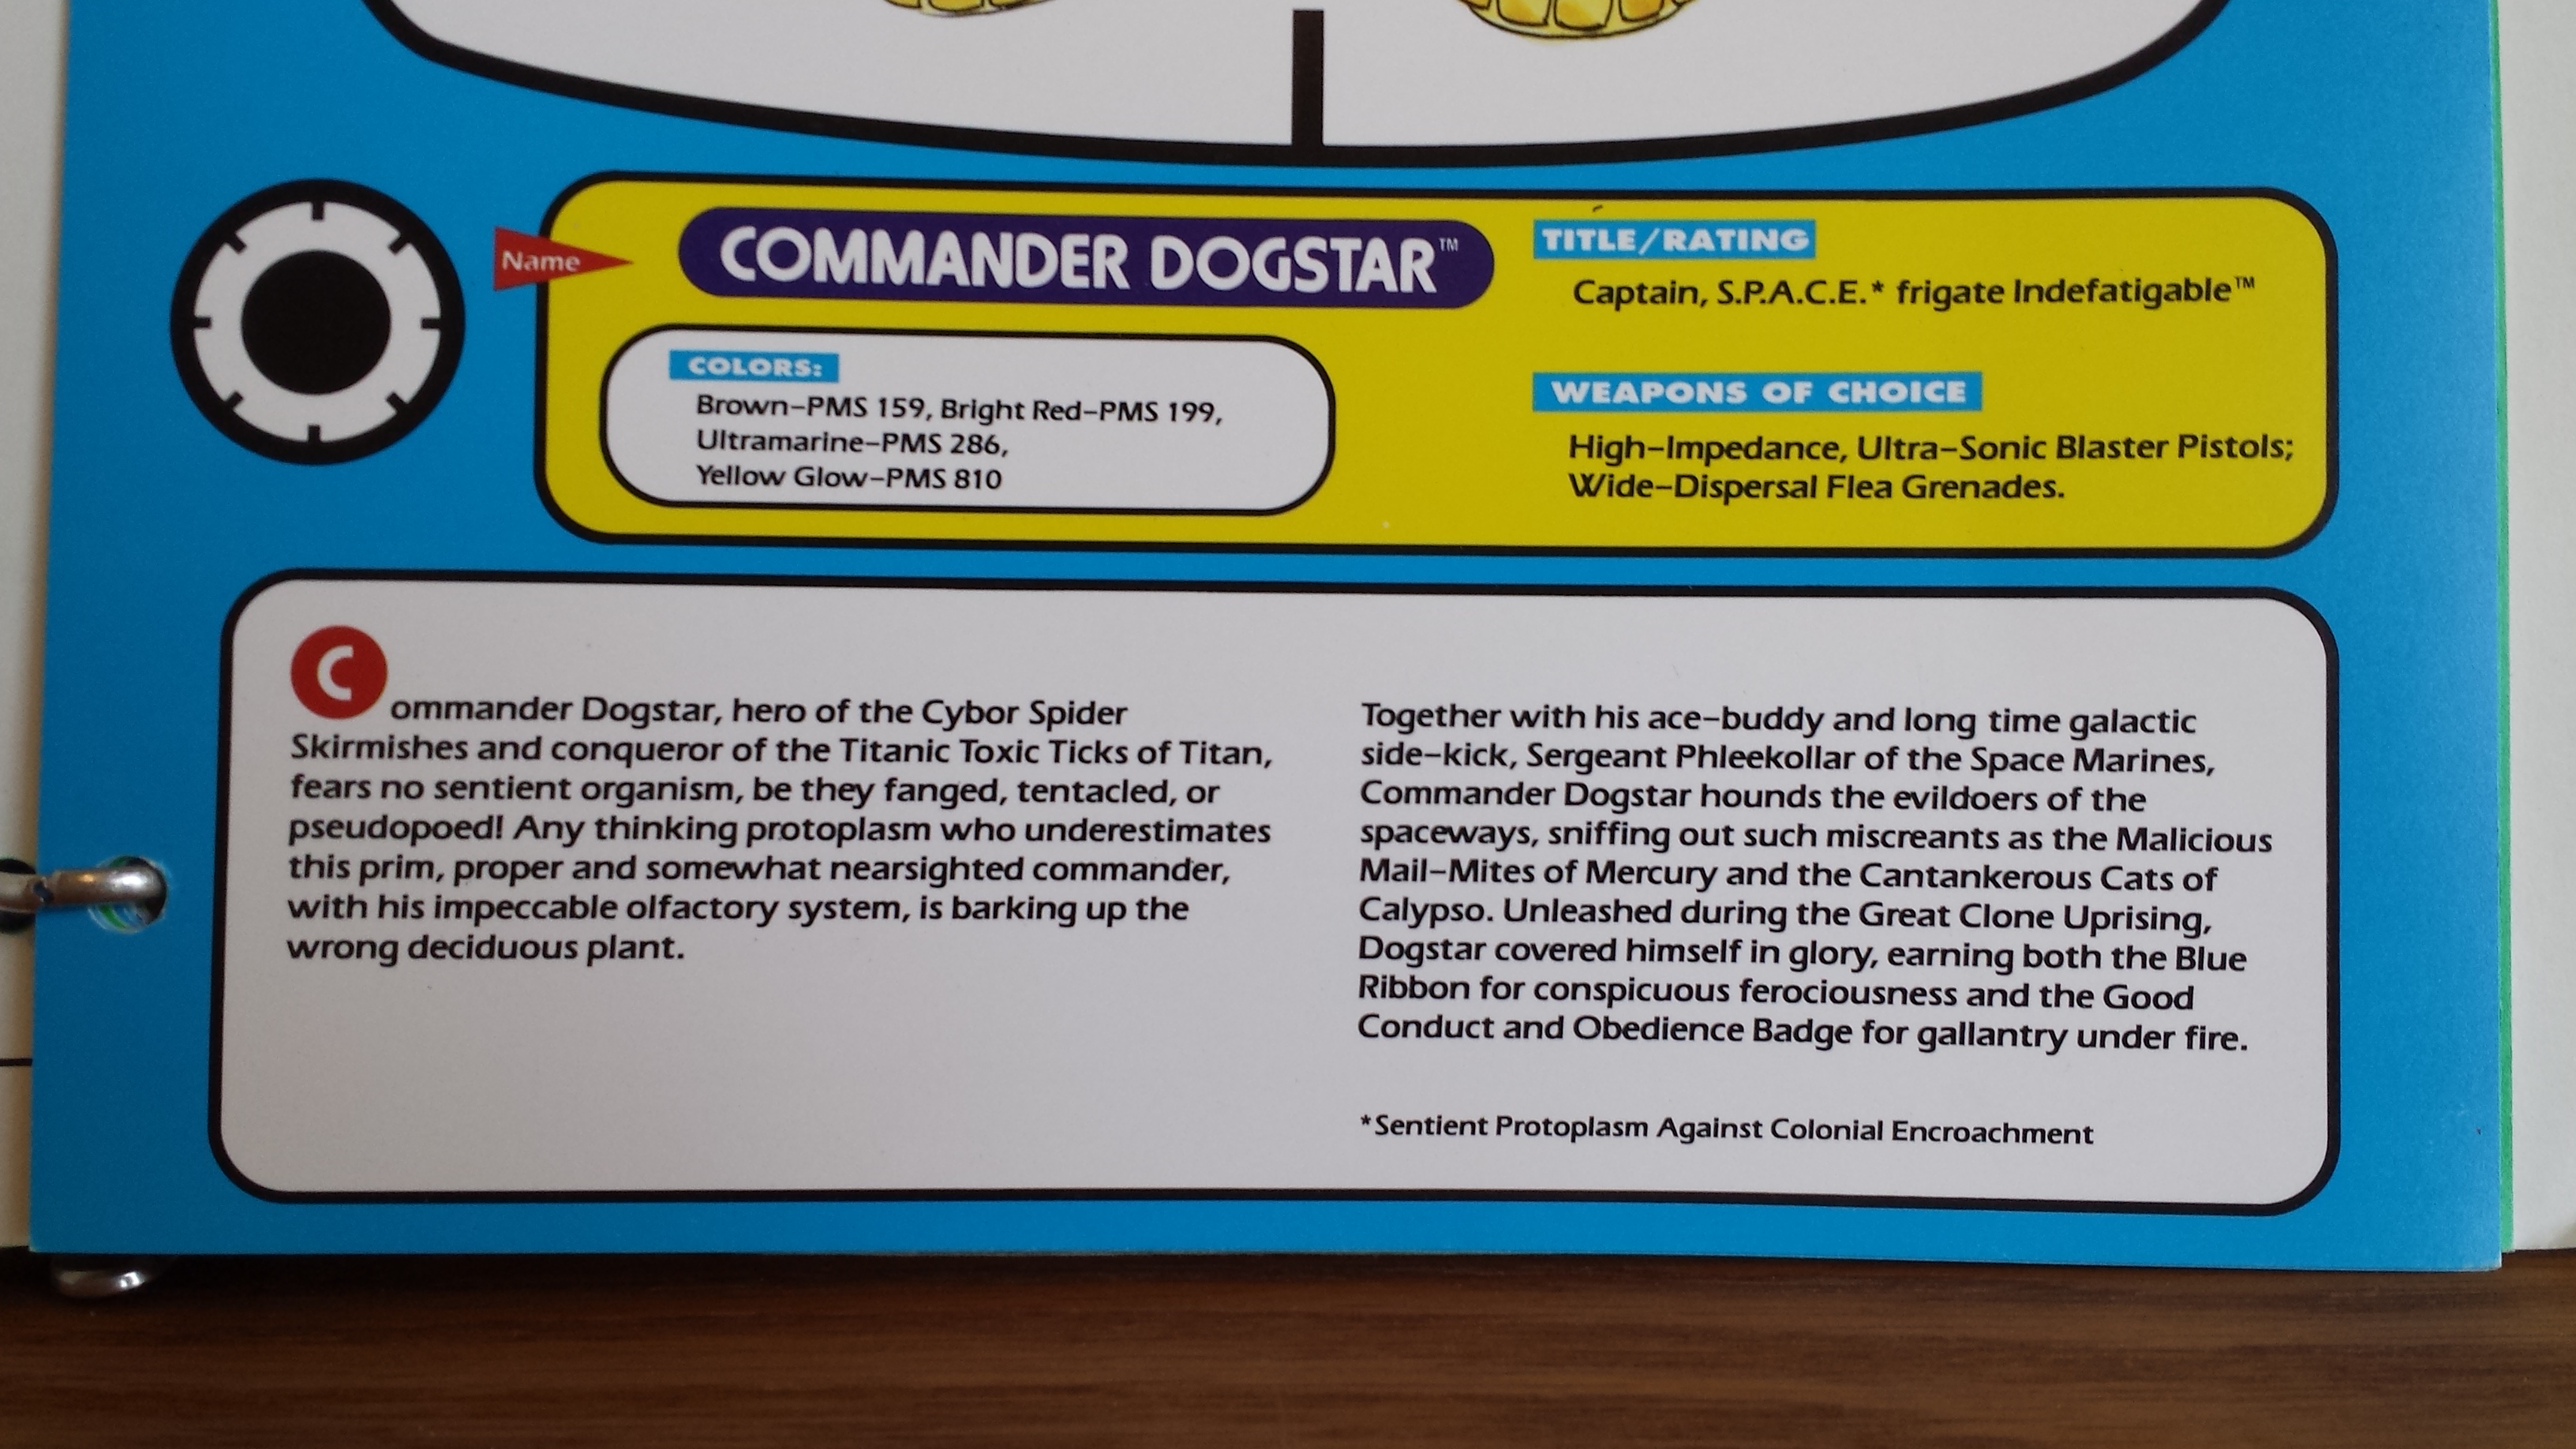 Name
COMMANDER DOGSTAR™
TITLE/RATING
Captain, S.P.A.C.E.* frigate Indefatigable™
COLORS:
Brown–PMS 159, Bright Red–PMS 199,
Ultramarine–PMS 286,
Yellow Glow–PMS 810
WEAPONS OF CHOICE
High–Impedance, Ultra–Sonic Blaster Pistols;
Wide–Dispersal Flea Grenades.
Commander Dogstar, hero of the Cybor Spider
Skirmishes and conqueror of the Titanic Toxic Ticks of Titan,
fears no sentient organism, be they fanged, tentacled, or
pseudopoed! Any thinking protoplasm who underestimates
this prim, proper and somewhat nearsighted commander,
with his impeccable olfactory system, is barking up the
wrong deciduous plant.
Together with his ace–buddy and long time galactic
side–kick, Sergeant Phleekollar of the Space Marines,
Commander Dogstar hounds the evildoers of the
spaceways, sniffing out such miscreants as the Malicious
Mail–Mites of Mercury and the Cantankerous Cats of
Calypso. Unleashed during the Great Clone Uprising,
Dogstar covered himself in glory, earning both the Blue
Ribbon for conspicuous ferociousness and the Good
Conduct and Obedience Badge for gallantry under fire.
*Sentient Protoplasm Against Colonial Encroachment